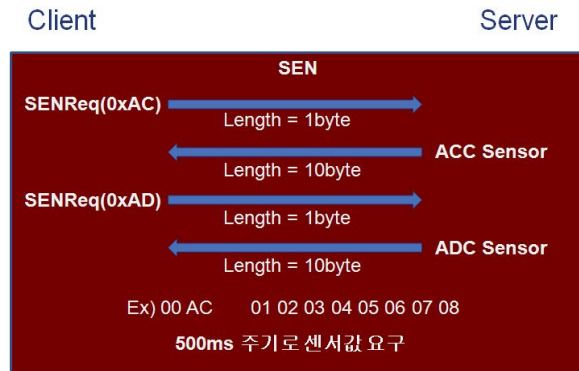 Client Server
SEN
SENReq(0xAC)
Length = 1byte
ACC Sensor
Length = 10byte
SENReq(0xAD)
Length = 1byte
ADC Sensor
Length = 10byte
Ex) 00 AC 01 02 03 04 05 06 07 08
500ms 주기로 센서값 요구